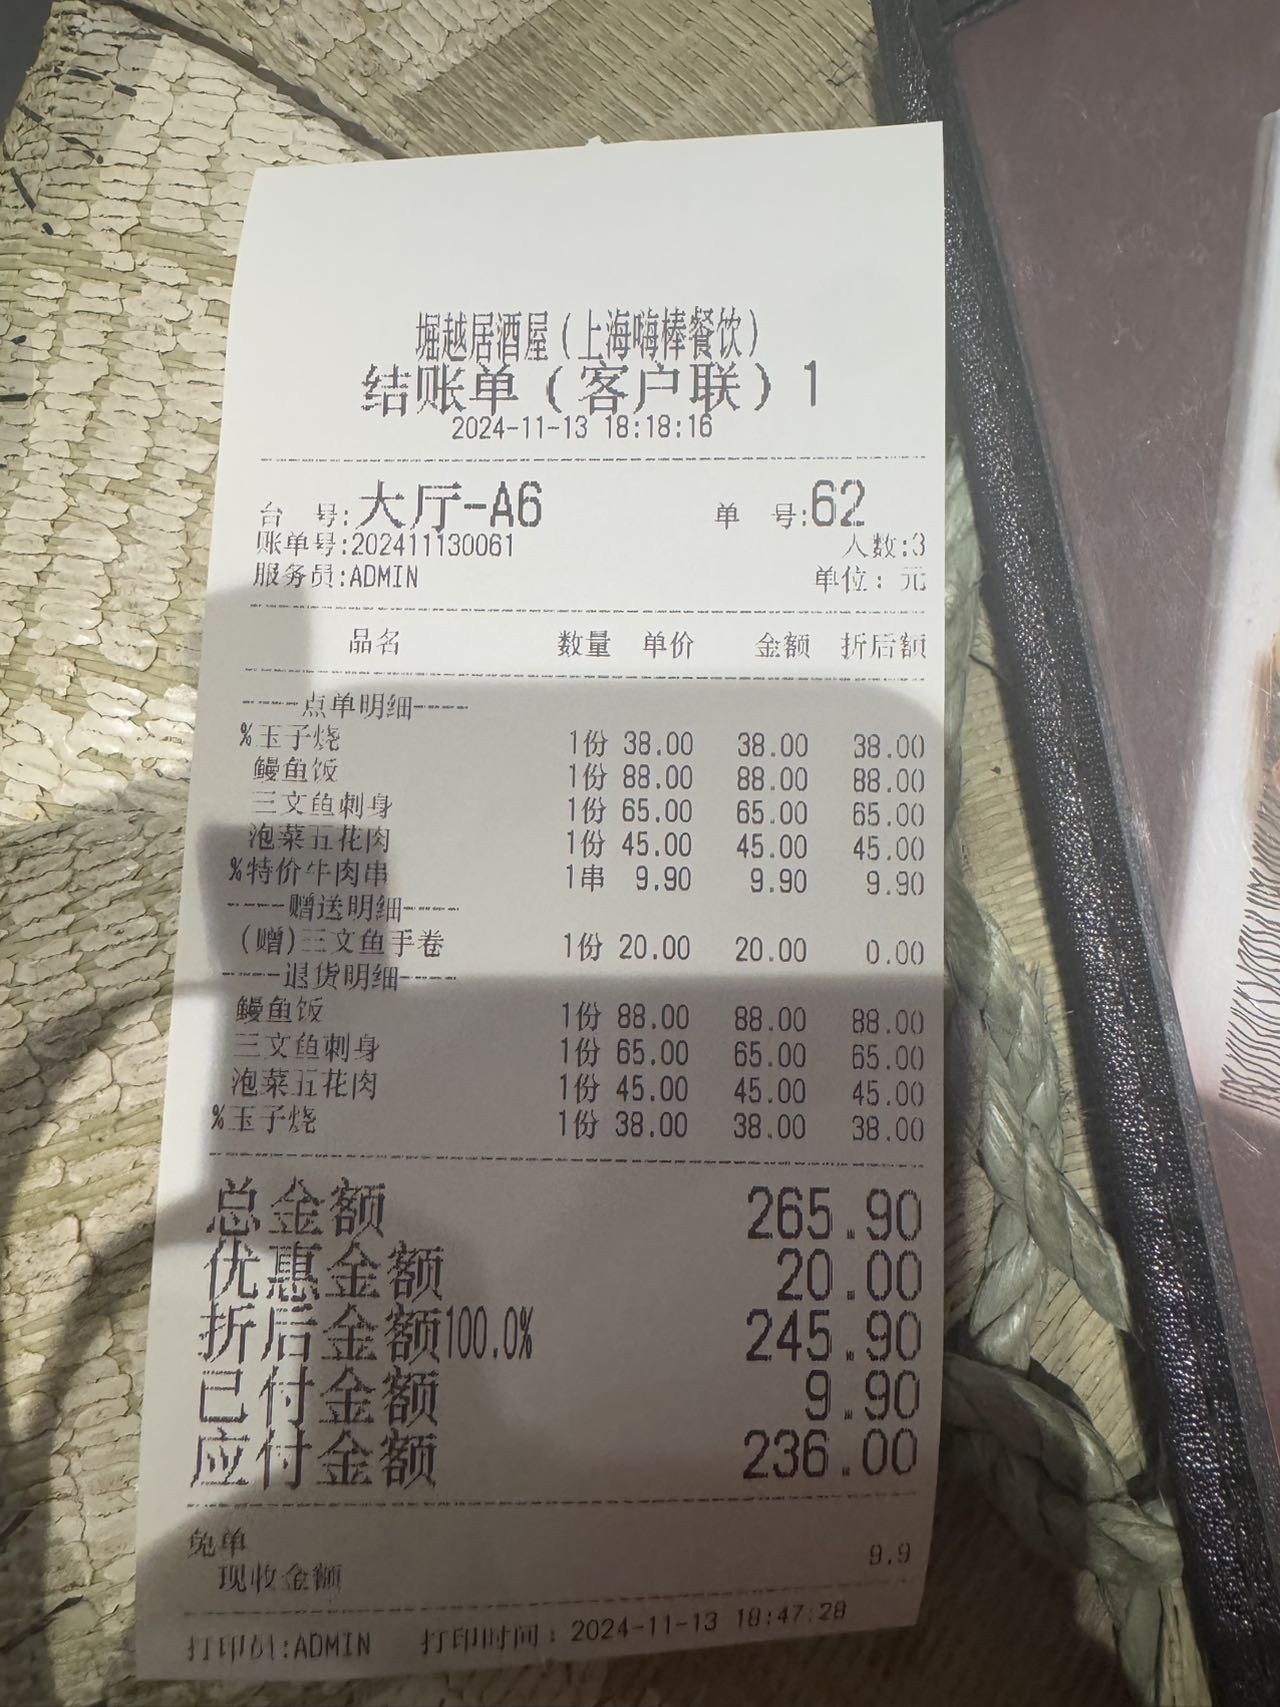 堀越居酒屋（上海嗨棒餐饮）
结账单（客户联）1
2024-11-13 18:18:16
台 号:大厅-A6 单 号:62
账单号:202411130061 人数:3
服务员:ADMIN 单位：元
品名 数量 单价 金额 折后额
----点单明细----
%玉子烧 1份 38.00 38.00 38.00
鳗鱼饭 1份 88.00 88.00 88.00
三文鱼刺身 1份 65.00 65.00 65.00
泡菜五花肉 1份 45.00 45.00 45.00
%特价牛肉串 1串 9.90 9.90 9.90
----赠送明细----
(赠)三文鱼手卷 1份 20.00 20.00 0.00
----退货明细----
鳗鱼饭 1份 88.00 88.00 88.00
三文鱼刺身 1份 65.00 65.00 65.00
泡菜五花肉 1份 45.00 45.00 45.00
%玉子烧 1份 38.00 38.00 38.00
总金额 265.90
优惠金额 20.00
折后金额100.0% 245.90
已付金额 9.90
应付金额 236.00
免单
现收金额 9.9
打印员:ADMIN 打印时间：2024-11-13 18:47:28